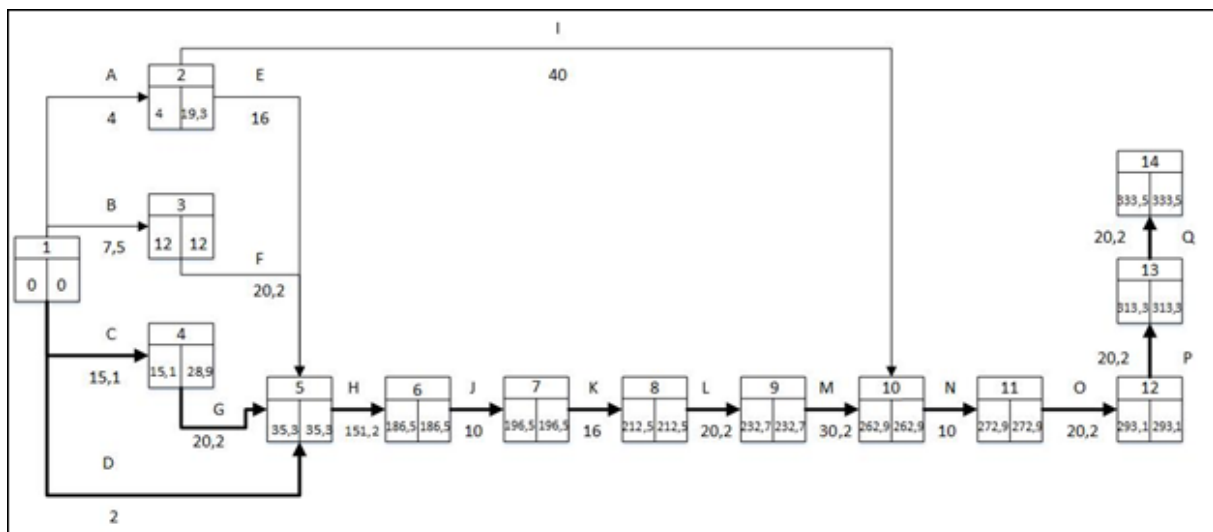 I
40
A
4
2
4 19,3
E
16
B
7,5
3
12 12
F
20,2
1
0 0
C
15,1
4
15,1 28,9
G
20,2
D
2
5
35,3 35,3
H
151,2
6
186,5 186,5
J
10
7
196,5 196,5
K
16
8
212,5 212,5
L
20,2
9
232,7 232,7
M
30,2
10
262,9 262,9
N
10
11
272,9 272,9
O
20,2
12
293,1 293,1
20,2 P
13
313,3 313,3
20,2 Q
14
333,5 333,5